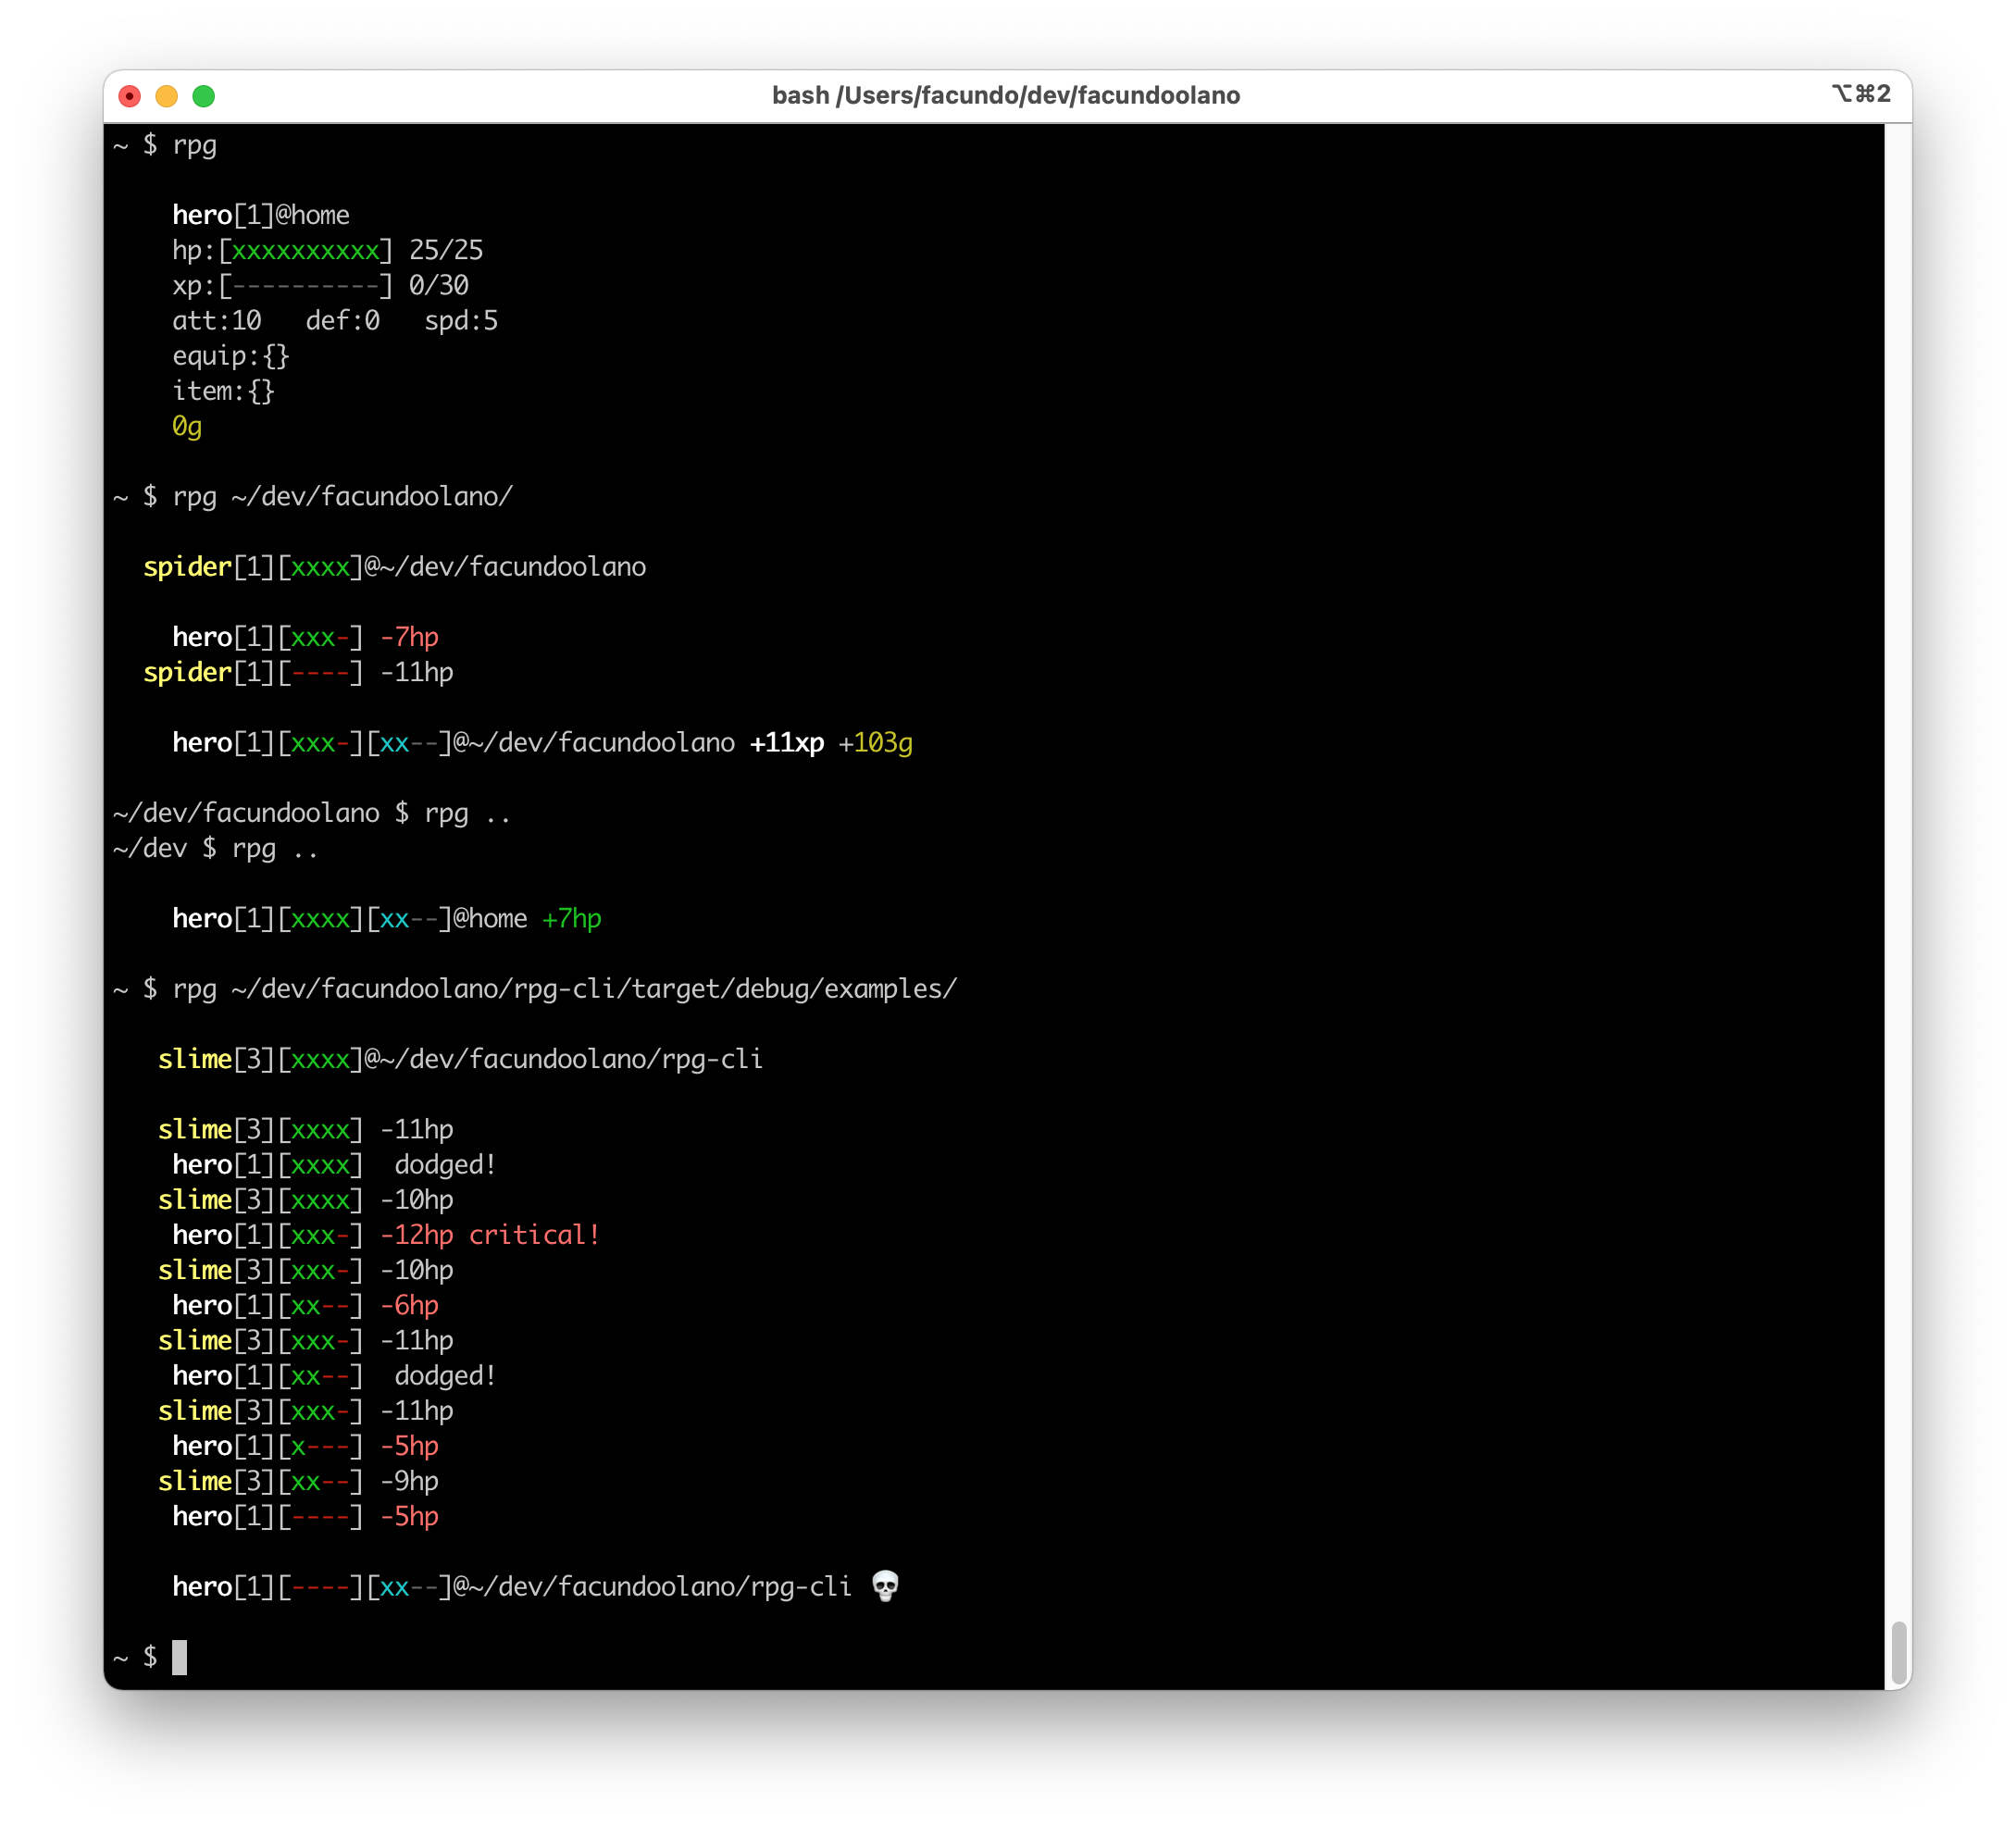 bash /Users/facundo/dev/facundoolano ⌥⌘2
~ $ rpg
hero[1]@home
hp:[xxxxxxxxxx] 25/25
xp:[----------] 0/30
att:10   def:0   spd:5
equip:{}
item:{}
0g
~ $ rpg ~/dev/facundoolano/
spider[1][xxxx]@~/dev/facundoolano
hero[1][xxx-] -7hp
spider[1][----] -11hp
hero[1][xxx-][xx--]@~/dev/facundoolano +11xp +103g
~/dev/facundoolano $ rpg ..
~/dev $ rpg ..
hero[1][xxxx][xx--]@home +7hp
~ $ rpg ~/dev/facundoolano/rpg-cli/target/debug/examples/
slime[3][xxxx]@~/dev/facundoolano/rpg-cli
slime[3][xxxx] -11hp
hero[1][xxxx]  dodged!
slime[3][xxxx] -10hp
hero[1][xxx-] -12hp critical!
slime[3][xxx-] -10hp
hero[1][xx--] -6hp
slime[3][xxx-] -11hp
hero[1][xx--]  dodged!
slime[3][xxx-] -11hp
hero[1][x---] -5hp
slime[3][xx--] -9hp
hero[1][----] -5hp
hero[1][----][xx--]@~/dev/facundoolano/rpg-cli 💀
~ $